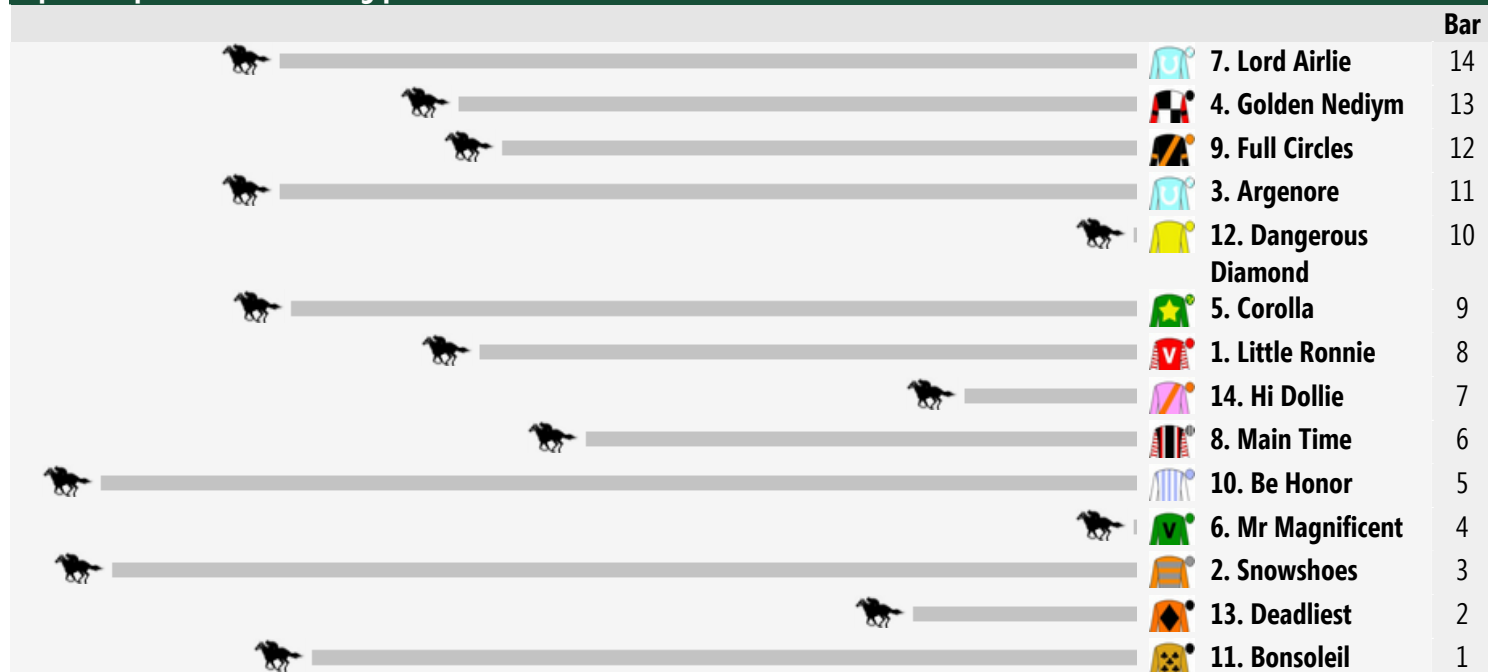 Bar
7. Lord Airlie 14
4. Golden Nediym 13
9. Full Circles 12
3. Argenore 11
12. Dangerous 10
Diamond
5. Corolla 9
V 1. Little Ronnie 8
14. Hi Dollie 7
8. Main Time 6
10. Be Honor 5
V 6. Mr Magnificent 4
2. Snowshoes 3
13. Deadliest 2
11. Bonsoleil 1